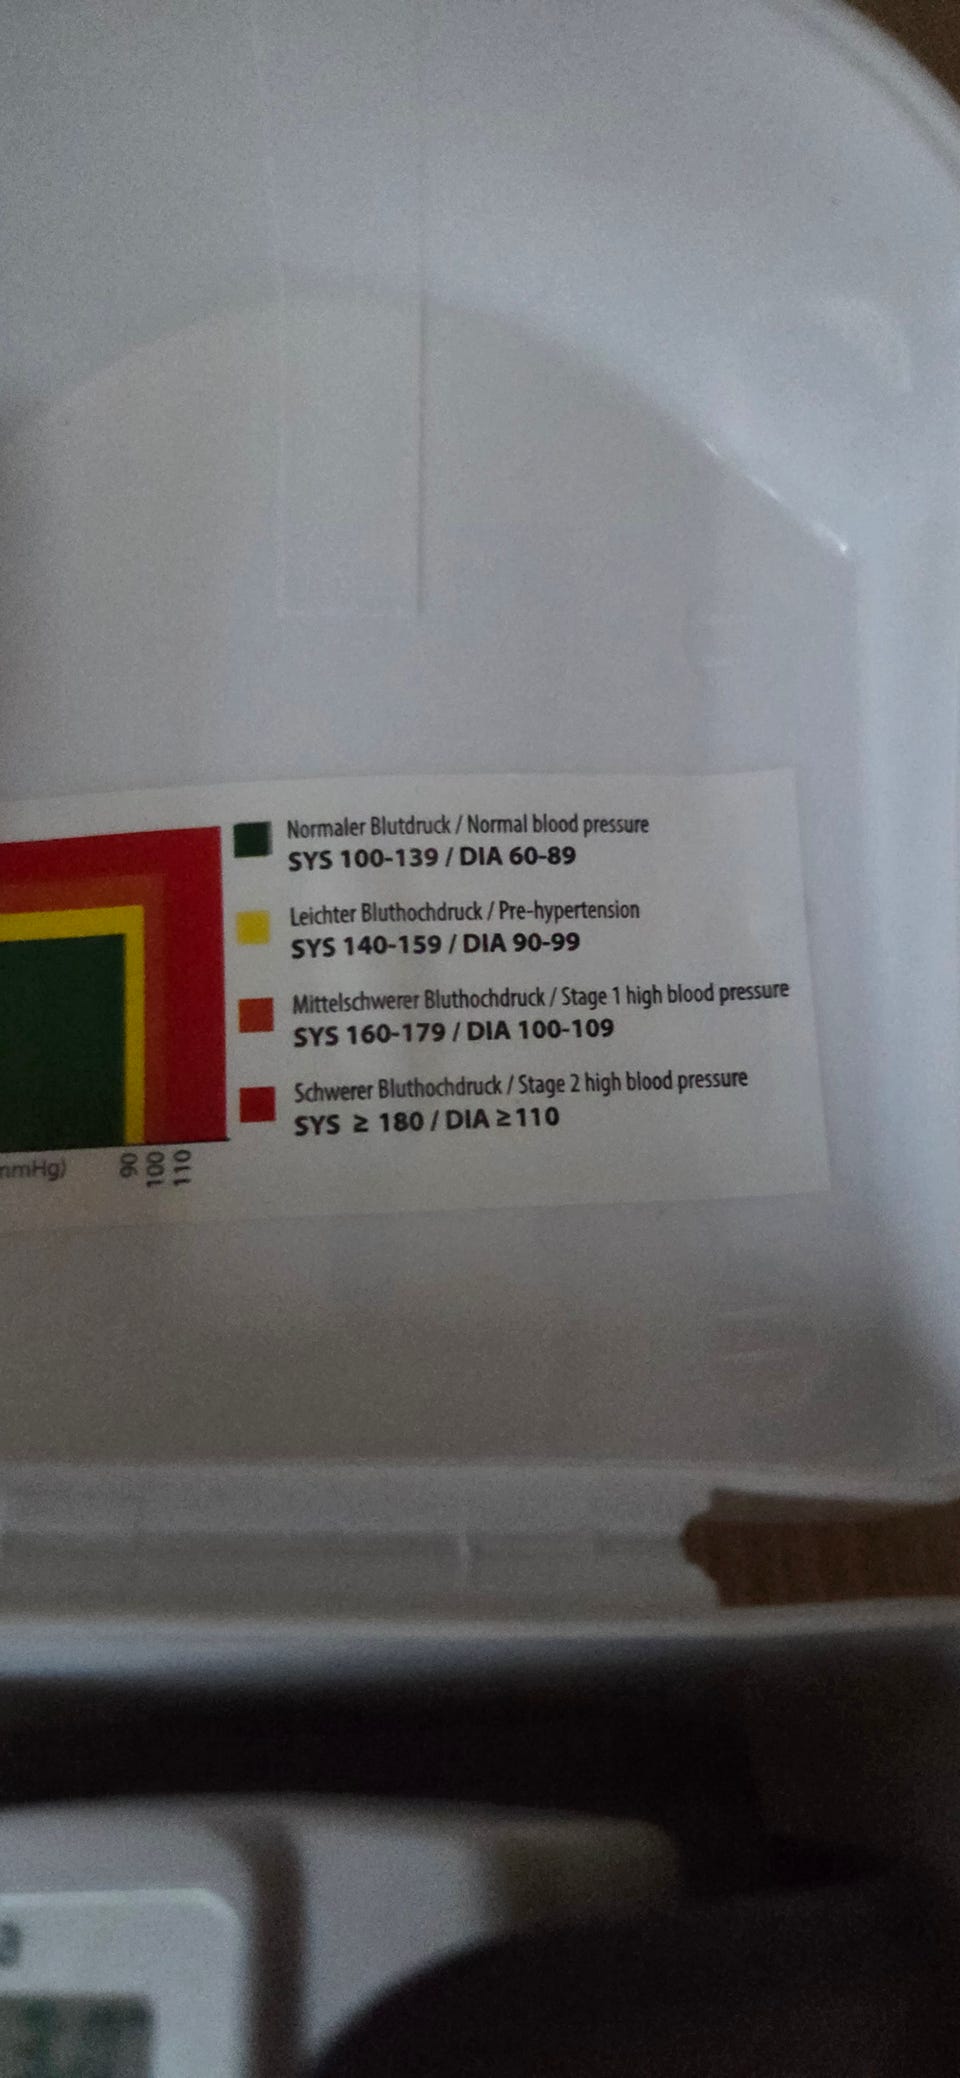 Normaler Blutdruck / Normal blood pressure
SYS 100-139 / DIA 60-89
Leichter Bluthochdruck / Pre-hypertension
SYS 140-159 / DIA 90-99
Mittelschwerer Bluthochdruck / Stage 1 high blood pressure
SYS 160-179 / DIA 100-109
Schwerer Bluthochdruck / Stage 2 high blood pressure
SYS ≥ 180 / DIA ≥110
mmHg)
90
100
110